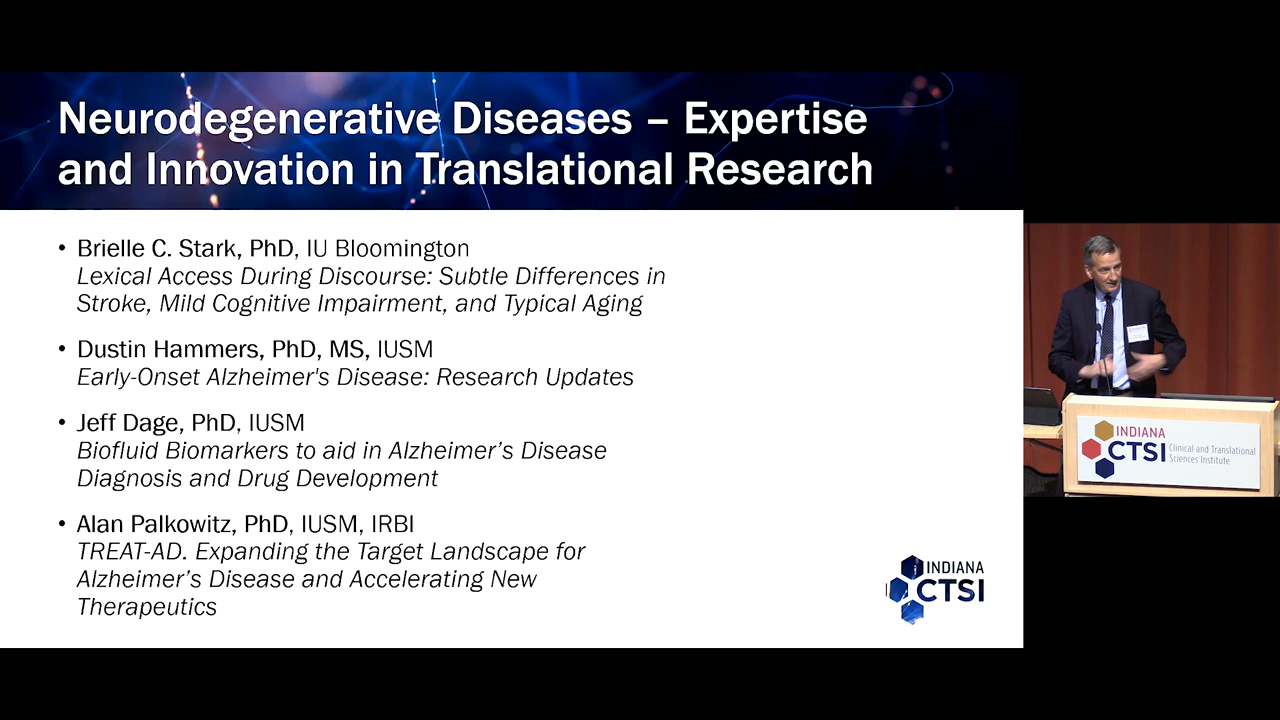 Neurodegenerative Diseases – Expertise
and Innovation in Translational Research
• Brielle C. Stark, PhD, IU Bloomington
Lexical Access During Discourse: Subtle Differences in
Stroke, Mild Cognitive Impairment, and Typical Aging
• Dustin Hammers, PhD, MS, IUSM
Early-Onset Alzheimer's Disease: Research Updates
• Jeff Dage, PhD, IUSM
Biofluid Biomarkers to aid in Alzheimer’s Disease
Diagnosis and Drug Development
• Alan Palkowitz, PhD, IUSM, IRBI
TREAT-AD. Expanding the Target Landscape for
Alzheimer’s Disease and Accelerating New
Therapeutics
INDIANA
CTSI
INDIANA
CTSI
Clinical and Translational
Sciences Institute